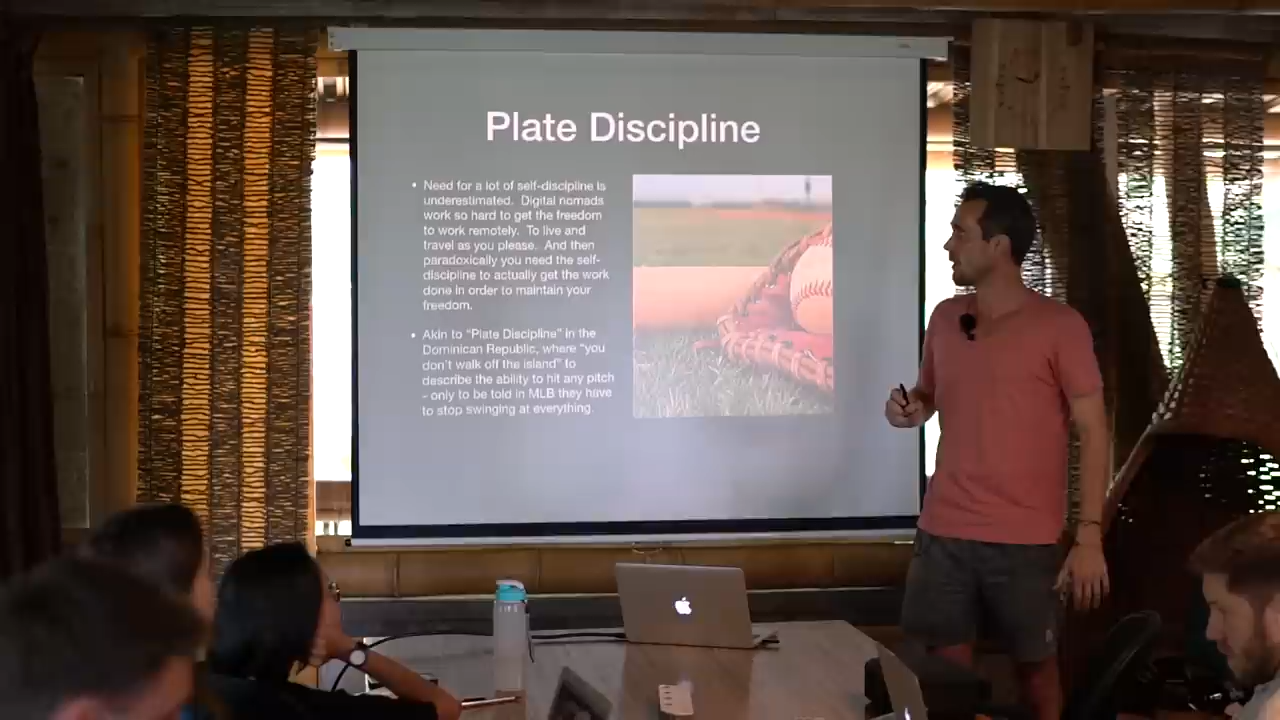 Plate Discipline
• Need for a lot of self-discipline is
underestimated. Digital nomads
work so hard to get the freedom
to work remotely. To live and
travel as you please. And then
paradoxically you need the self-
discipline to actually get the work
done in order to maintain your
freedom.
• Akin to “Plate Discipline” in the
Dominican Republic, where “you
don’t walk off the island” to
describe the ability to hit any pitch
- only to be told in MLB they have
to stop swinging at everything.